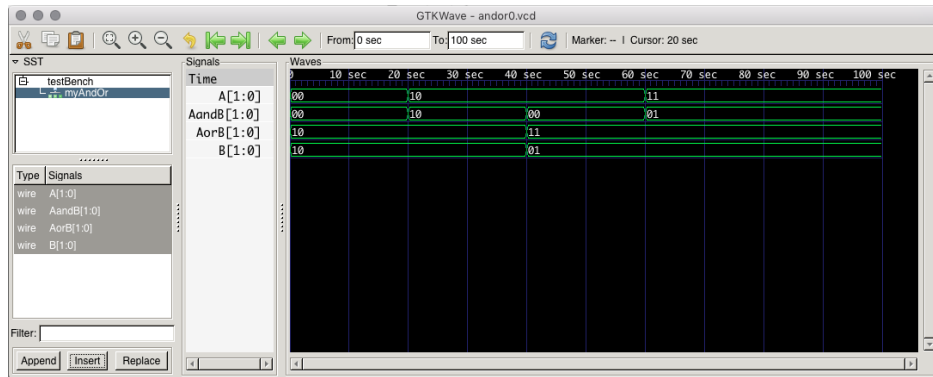 GTKWave - andor0.vcd
From: 0 sec To: 100 sec Marker: -- | Cursor: 20 sec
SST
testBench
myAndOr
Type Signals
wire A[1:0]
wire AandB[1:0]
wire AorB[1:0]
wire B[1:0]
Filter:
Append Insert Replace
Signals
Time
A[1:0]
AandB[1:0]
AorB[1:0]
B[1:0]
Waves
0 10 sec 20 sec 30 sec 40 sec 50 sec 60 sec 70 sec 80 sec 90 sec 100 sec
00 10 11
00 10 00 01
10 11
10 01